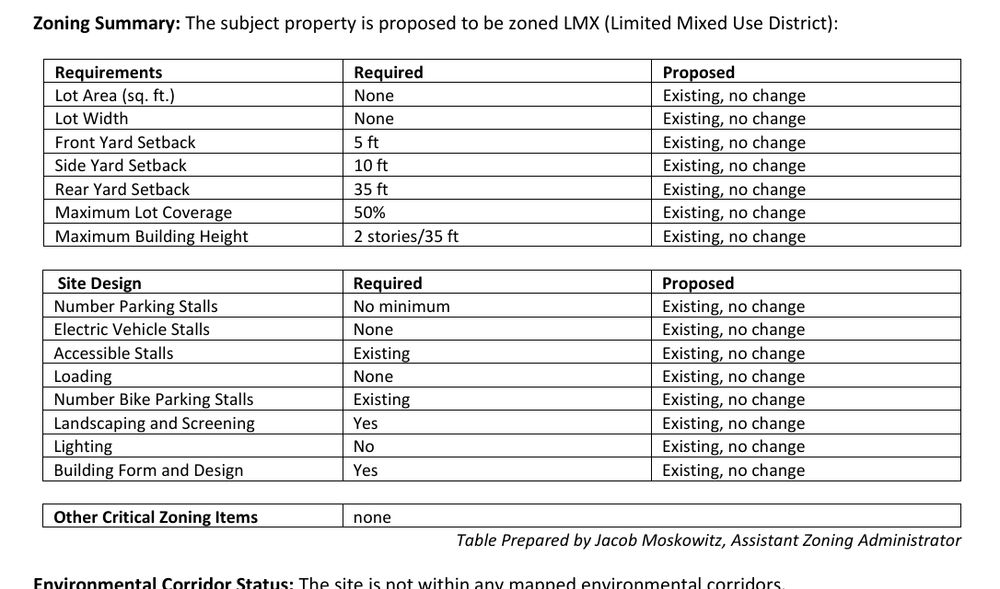 Zoning Summary: The subject property is proposed to be zoned LMX (Limited Mixed Use District):
Requirements Required Proposed
Lot Area (sq. ft.) None Existing, no change
Lot Width None Existing, no change
Front Yard Setback 5 ft Existing, no change
Side Yard Setback 10 ft Existing, no change
Rear Yard Setback 35 ft Existing, no change
Maximum Lot Coverage 50% Existing, no change
Maximum Building Height 2 stories/35 ft Existing, no change
Site Design Required Proposed
Number Parking Stalls No minimum Existing, no change
Electric Vehicle Stalls None Existing, no change
Accessible Stalls Existing Existing, no change
Loading None Existing, no change
Number Bike Parking Stalls Existing Existing, no change
Landscaping and Screening Yes Existing, no change
Lighting No Existing, no change
Building Form and Design Yes Existing, no change
Other Critical Zoning Items none
Table Prepared by Jacob Moskowitz, Assistant Zoning Administrator
Environmental Corridor Status: The site is not within any mapped environmental corridors.